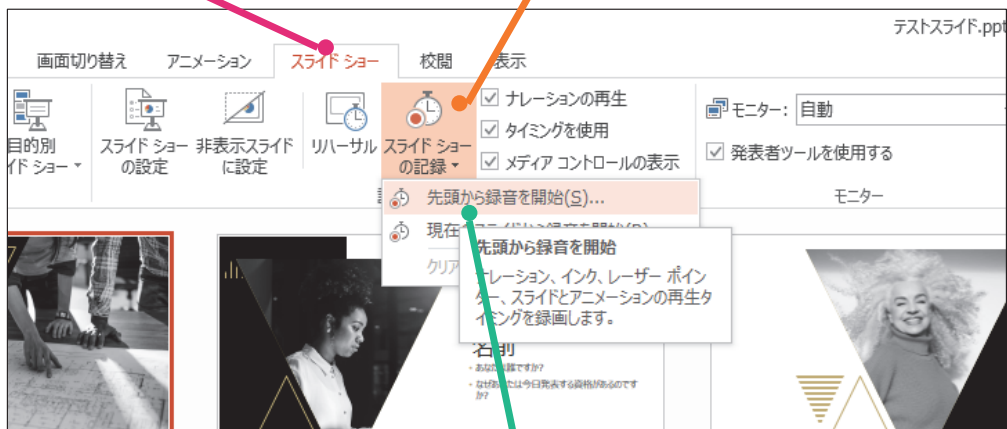 テストスライド.ppt
画面切り替え アニメーション スライド ショー 校閲 表示
目的別
イド ショー
スライド ショー
の設定
非表示スライド
に設定
リハーサル
スライド ショー
の記録
ナレーションの再生
タイミングを使用
メディア コントロールの表示
モニター: 自動
発表者ツールを使用する
モニター
先頭から録音を開始(S)...
現在
クリア
先頭から録音を開始
ナレーション、インク、レーザー ポイン
ター、スライドとアニメーションの再生タ
イミングを録画します。
名前
あなたは誰ですか?
なぜあなたは今日発表する資格があるのです
か?